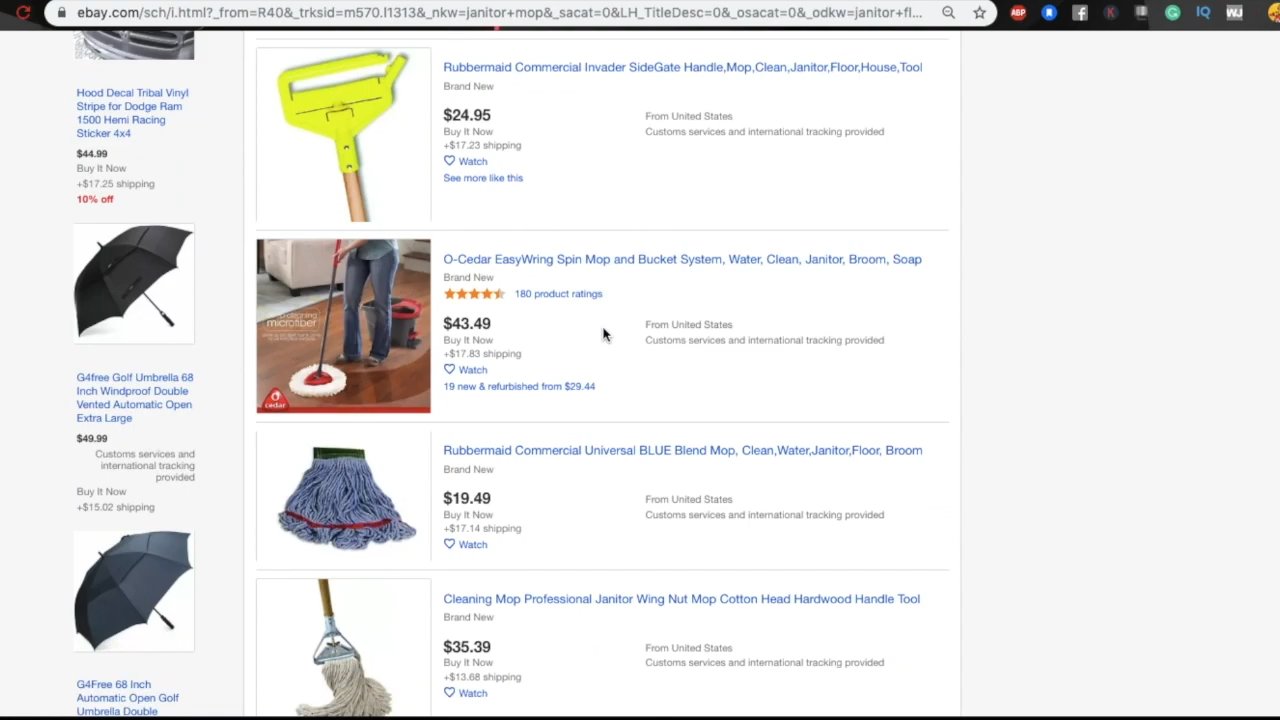 ebay.com/sch/i.html?_from=R40&_trksid=m570.l1313&_nkw=janitor+mop&_sacat=0&LH_TitleDesc=0&_osacat=0&_odkw=janitor+fl...
ABP
K
IQ
WJ
Hood Decal Tribal Vinyl
Stripe for Dodge Ram
1500 Hemi Racing
Sticker 4x4
$44.99
Buy It Now
+$17.25 shipping
10% off
G4free Golf Umbrella 68
Inch Windproof Double
Vented Automatic Open
Extra Large
$49.99
Customs services and
international tracking
provided
Buy It Now
+$15.02 shipping
G4Free 68 Inch
Automatic Open Golf
Umbrella Double
Rubbermaid Commercial Invader SideGate Handle,Mop,Clean,Janitor,Floor,House,Tool
Brand New
$24.95
From United States
Buy It Now
Customs services and international tracking provided
+$17.23 shipping
Watch
See more like this
O-Cedar EasyWring Spin Mop and Bucket System, Water, Clean, Janitor, Broom, Soap
Brand New
180 product ratings
microfiber
$43.49
From United States
Buy It Now
Customs services and international tracking provided
+$17.83 shipping
Watch
19 new & refurbished from $29.44
cedar
Rubbermaid Commercial Universal BLUE Blend Mop, Clean,Water,Janitor,Floor, Broom
Brand New
$19.49
From United States
Buy It Now
Customs services and international tracking provided
+$17.14 shipping
Watch
Cleaning Mop Professional Janitor Wing Nut Mop Cotton Head Hardwood Handle Tool
Brand New
$35.39
From United States
Buy It Now
Customs services and international tracking provided
+$13.68 shipping
Watch